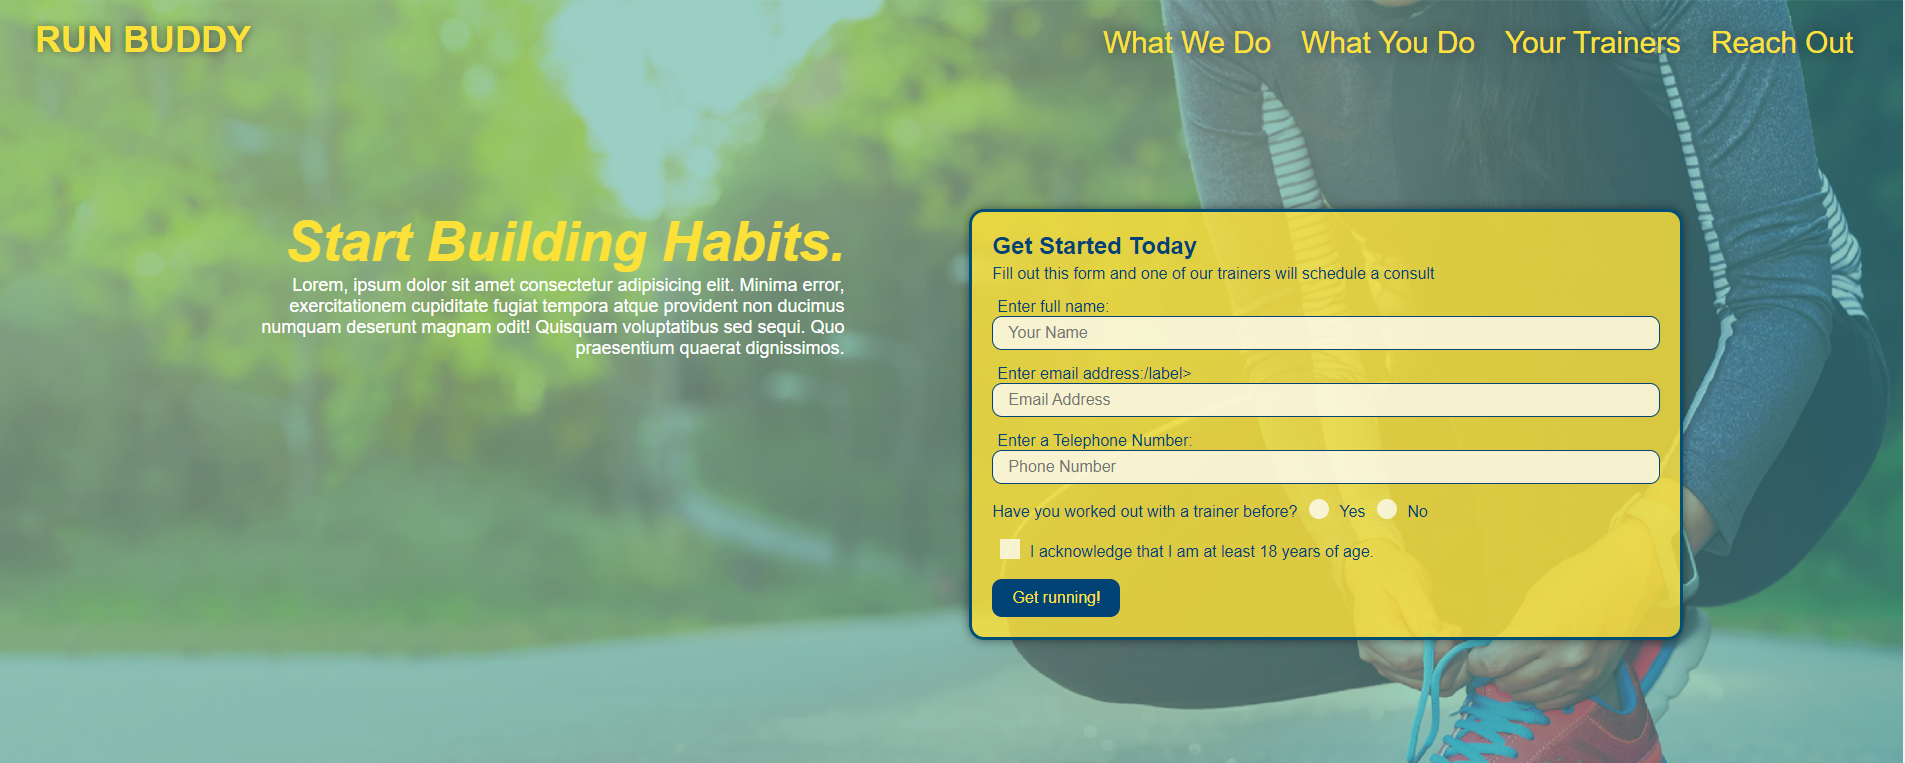 RUN BUDDY
What We Do What You Do Your Trainers Reach Out
Start Building Habits.
Lorem, ipsum dolor sit amet consectetur adipisicing elit. Minima error,
exercitationem cupiditate fugiat tempora atque provident non ducimus
numquam deserunt magnam odit! Quisquam voluptatibus sed sequi. Quo
praesentium quaerat dignissimos.
Get Started Today
Fill out this form and one of our trainers will schedule a consult
Enter full name:
Your Name
Enter email address:/label>
Email Address
Enter a Telephone Number:
Phone Number
Have you worked out with a trainer before? Yes No
I acknowledge that I am at least 18 years of age.
Get running!